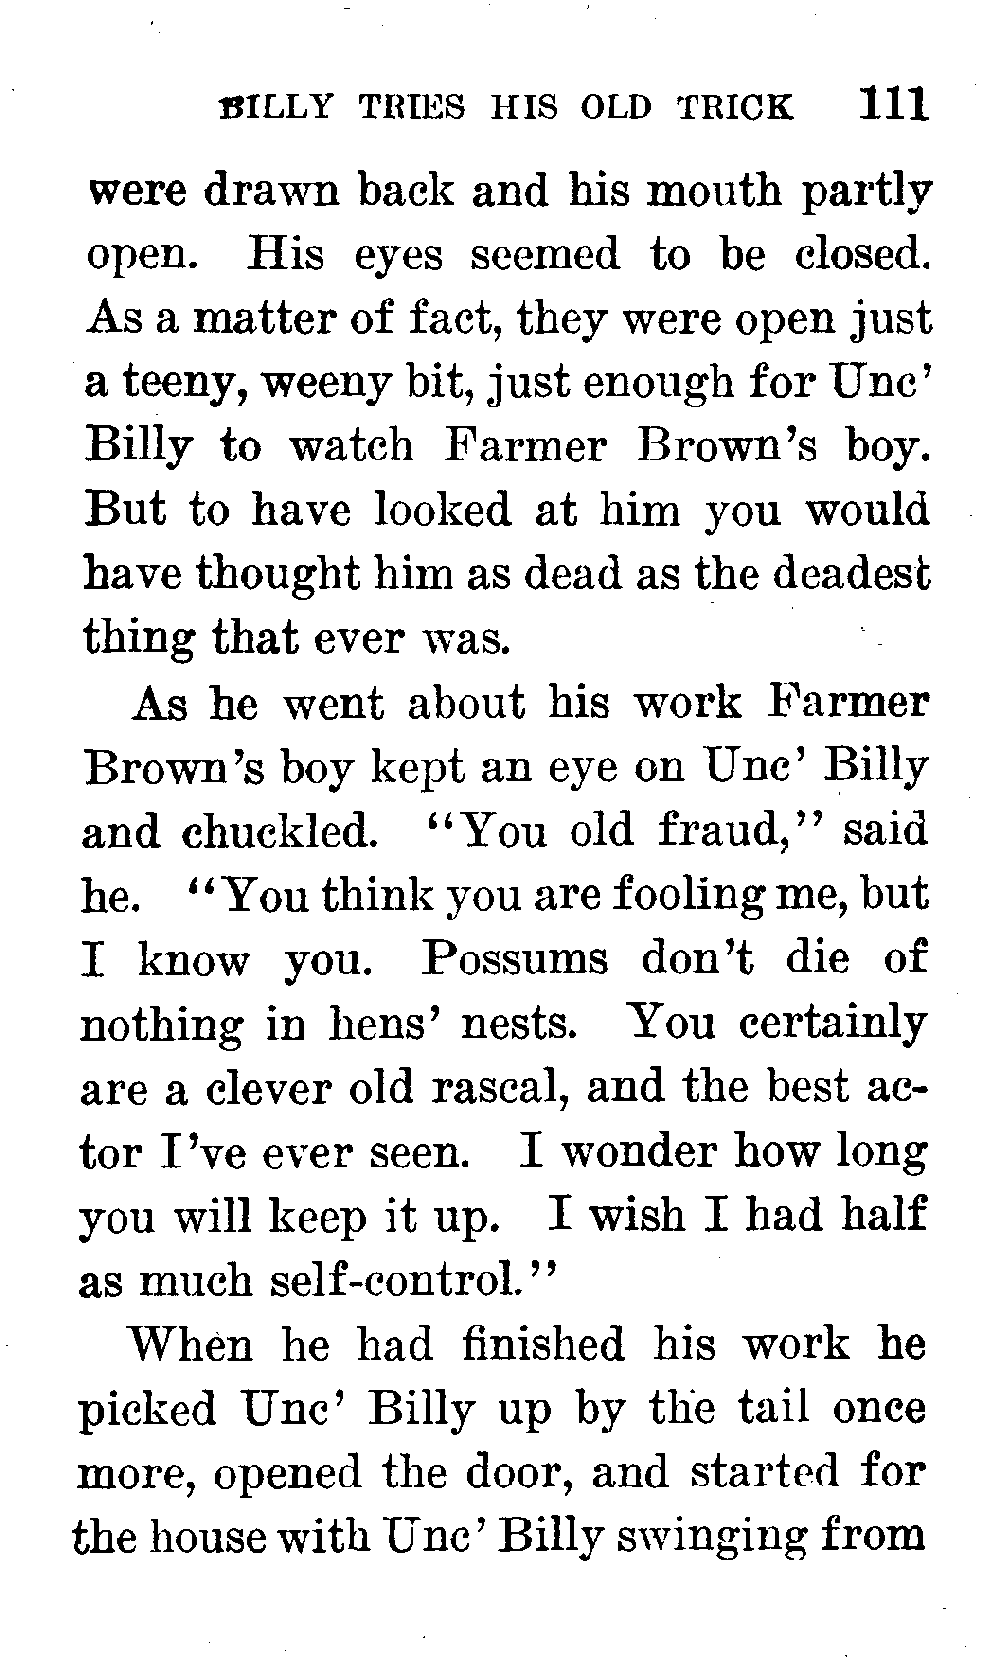 BILLY TRIES HIS OLD TRICK 111
were drawn back and his mouth partly
open. His eyes seemed to be closed.
As a matter of fact, they were open just
a teeny, weeny bit, just enough for Unc'
Billy to watch Farmer Brown's boy.
But to have looked at him you would
have thought him as dead as the deadest
thing that ever was.
As he went about his work Farmer
Brown's boy kept an eye on Unc' Billy
and chuckled. "You old fraud," said
he. "You think you are fooling me, but
I know you. Possums don't die of
nothing in hens' nests. You certainly
are a clever old rascal, and the best ac-
tor I've ever seen. I wonder how long
you will keep it up. I wish I had half
as much self-control."
When he had finished his work he
picked Unc' Billy up by the tail once
more, opened the door, and started for
the house with Unc' Billy swinging from